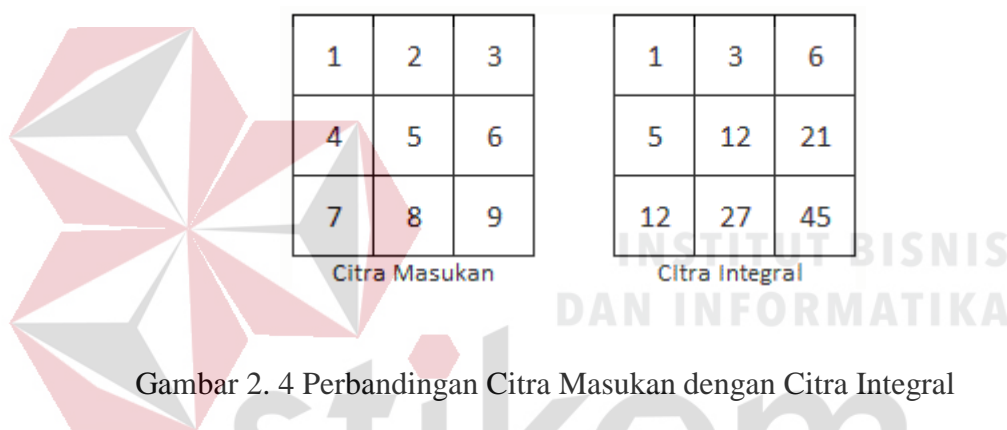 1 2 3 1 3 6
4 5 6 5 12 21
7 8 9 12 27 45
Citra Masukan CItra Integral
INSTITUT BISNIS
DAN INFORMATIKA
Gambar 2. 4 Perbandingan Citra Masukan dengan Citra Integral
stikom